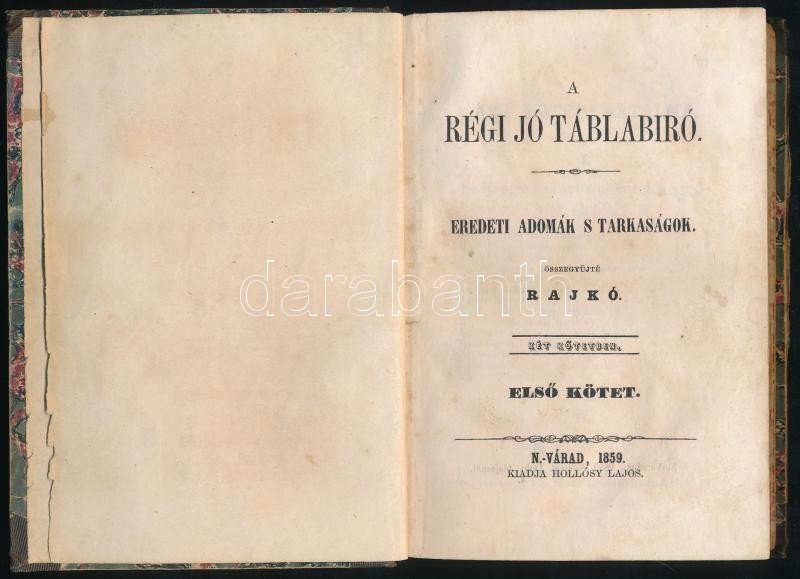 A
RÉGI JÓ TÁBLABIRÓ.
EREDETI ADOMÁK S TARKASÁGOK.
ÖSSZEGYÜJTÉ
RAJKÓ.
KÉT KÖTETBEN.
ELSŐ KÖTET.
N.-VÁRAD, 1859.
KIADJA HOLLÓSY LAJOS.
darabanth